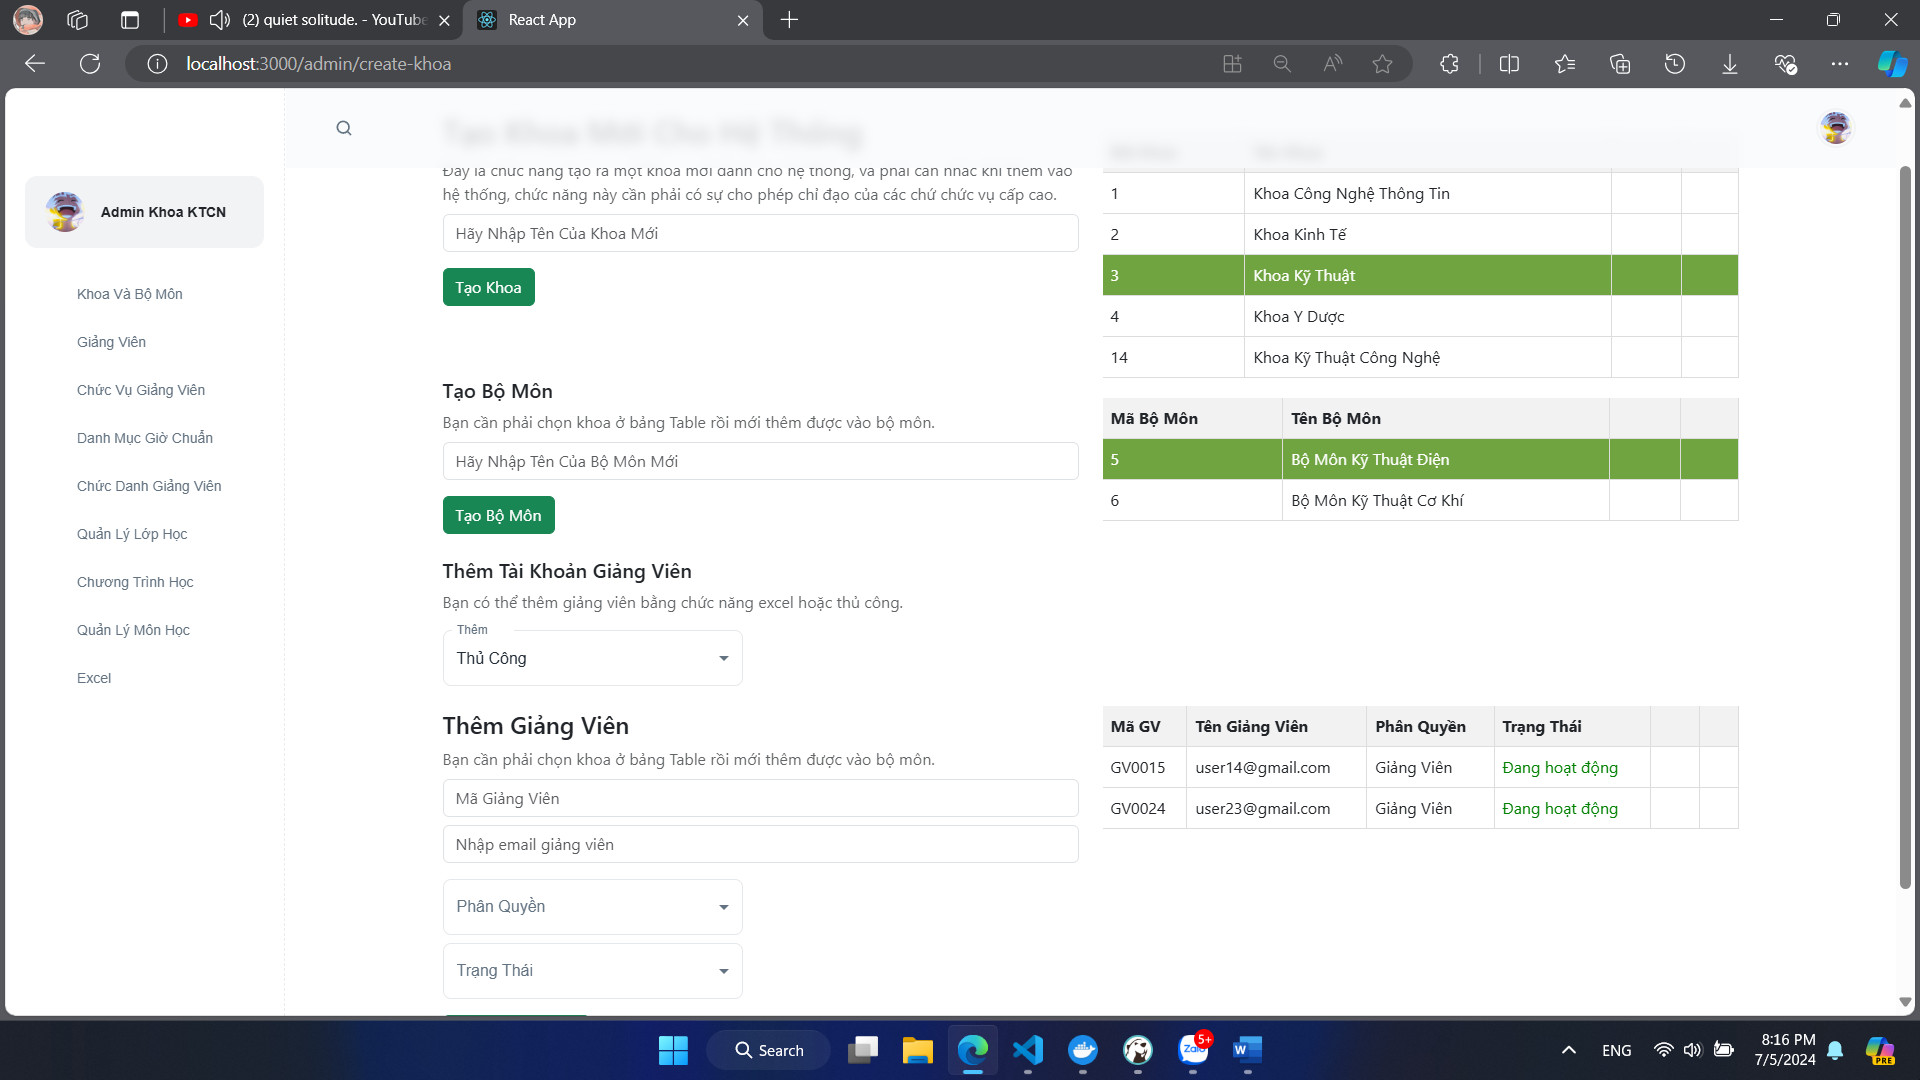 (2) quiet solitude. - YouTube
React App
localhost:3000/admin/create-khoa
Tạo Khoa Mới Cho Hệ Thống
Đây là chức năng tạo ra một khoa mới dành cho hệ thống, và phải cân nhắc khi thêm vào
hệ thống, chức năng này cần phải có sự cho phép chỉ đạo của các chứ chức vụ cấp cao.
Hãy Nhập Tên Của Khoa Mới
Tạo Khoa
Admin Khoa KTCN
Khoa Và Bộ Môn
Giảng Viên
Chức Vụ Giảng Viên
Danh Mục Giờ Chuẩn
Chức Danh Giảng Viên
Quản Lý Lớp Học
Chương Trình Học
Quản Lý Môn Học
Excel
1 Khoa Công Nghệ Thông Tin
2 Khoa Kinh Tế
3 Khoa Kỹ Thuật
4 Khoa Y Dược
14 Khoa Kỹ Thuật Công Nghệ
Tạo Bộ Môn
Bạn cần phải chọn khoa ở bảng Table rồi mới thêm được vào bộ môn.
Hãy Nhập Tên Của Bộ Môn Mới
Tạo Bộ Môn
Mã Bộ Môn Tên Bộ Môn
5 Bộ Môn Kỹ Thuật Điện
6 Bộ Môn Kỹ Thuật Cơ Khí
Thêm Tài Khoản Giảng Viên
Bạn có thể thêm giảng viên bằng chức năng excel hoặc thủ công.
Thêm
Thủ Công
Thêm Giảng Viên
Bạn cần phải chọn khoa ở bảng Table rồi mới thêm được vào bộ môn.
Mã Giảng Viên
Nhập email giảng viên
Phân Quyền
Trạng Thái
Mã GV Tên Giảng Viên Phân Quyền Trạng Thái
GV0015 user14@gmail.com Giảng Viên Đang hoạt động
GV0024 user23@gmail.com Giảng Viên Đang hoạt động
Search
Zalo
5+
W
ENG
8:16 PM
7/5/2024
PRE